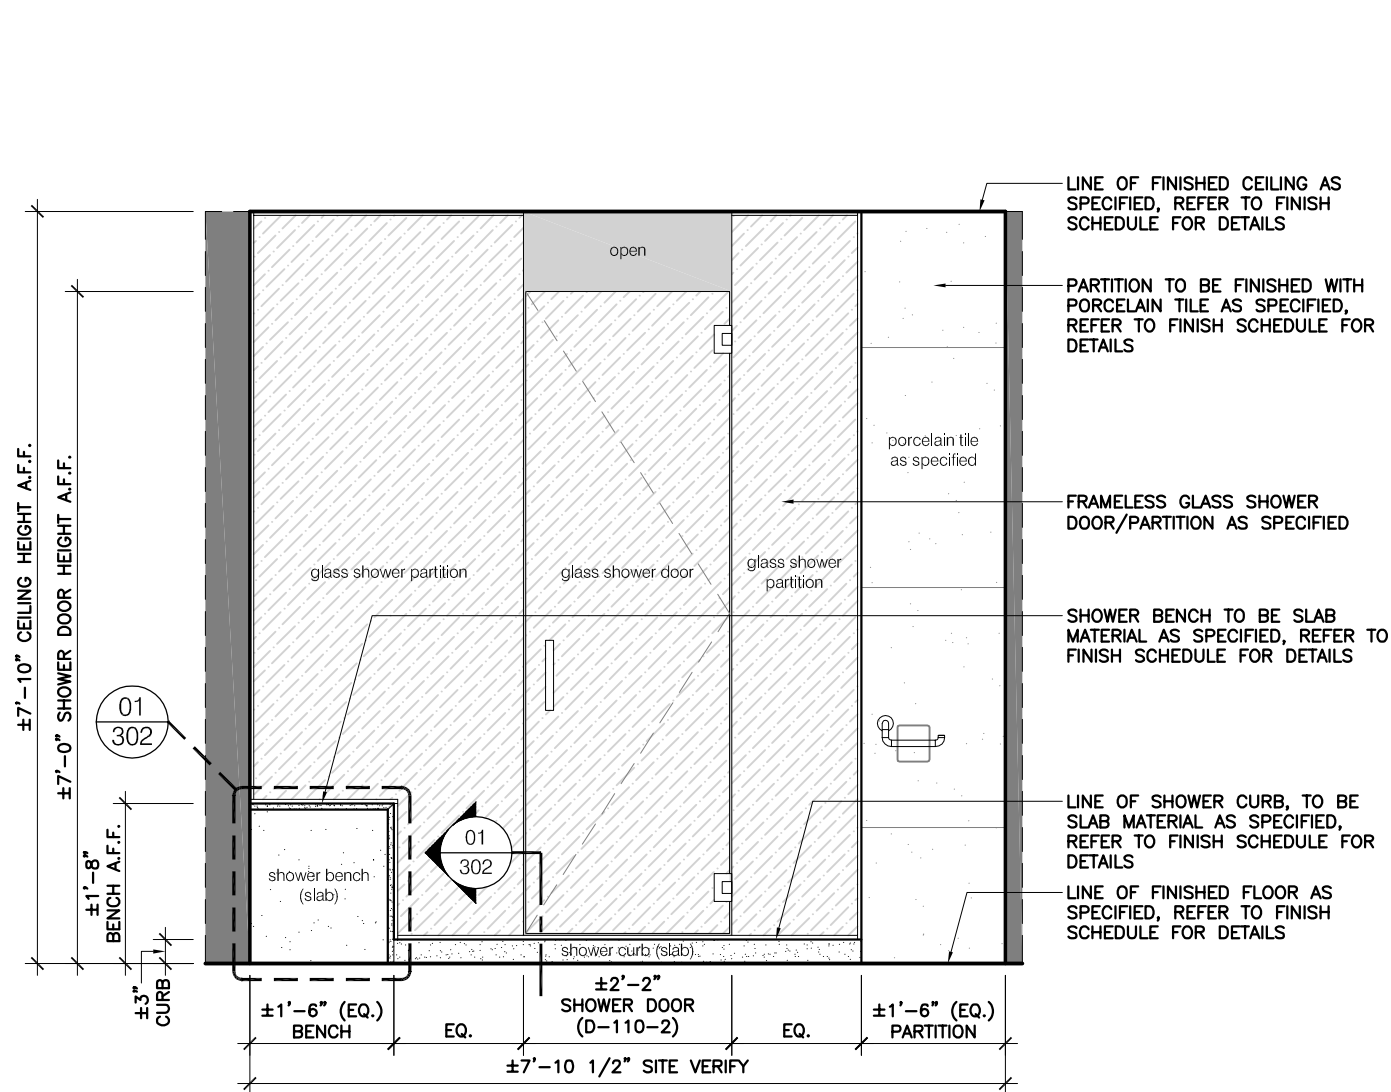 LINE OF FINISHED CEILING AS
SPECIFIED, REFER TO FINISH
SCHEDULE FOR DETAILS
open
PARTITION TO BE FINISHED WITH
PORCELAIN TILE AS SPECIFIED,
REFER TO FINISH SCHEDULE FOR
DETAILS
porcelain tile
as specified
FRAMELESS GLASS SHOWER
DOOR/PARTITION AS SPECIFIED
glass shower partition
glass shower door
glass shower
partition
SHOWER BENCH TO BE SLAB
MATERIAL AS SPECIFIED, REFER TO
FINISH SCHEDULE FOR DETAILS
±7'-10" CEILING HEIGHT A.F.F.
±7'-0" SHOWER DOOR HEIGHT A.F.F.
01
302
LINE OF SHOWER CURB, TO BE
SLAB MATERIAL AS SPECIFIED,
REFER TO FINISH SCHEDULE FOR
DETAILS
01
302
±1'-8"
BENCH A.F.F.
shower bench
(slab)
LINE OF FINISHED FLOOR AS
SPECIFIED, REFER TO FINISH
SCHEDULE FOR DETAILS
shower curb (slab)
±3"
CURB
±1'-6" (EQ.)
BENCH
EQ.
±2'-2"
SHOWER DOOR
(D-110-2)
EQ.
±1'-6" (EQ.)
PARTITION
±7'-10 1/2" SITE VERIFY